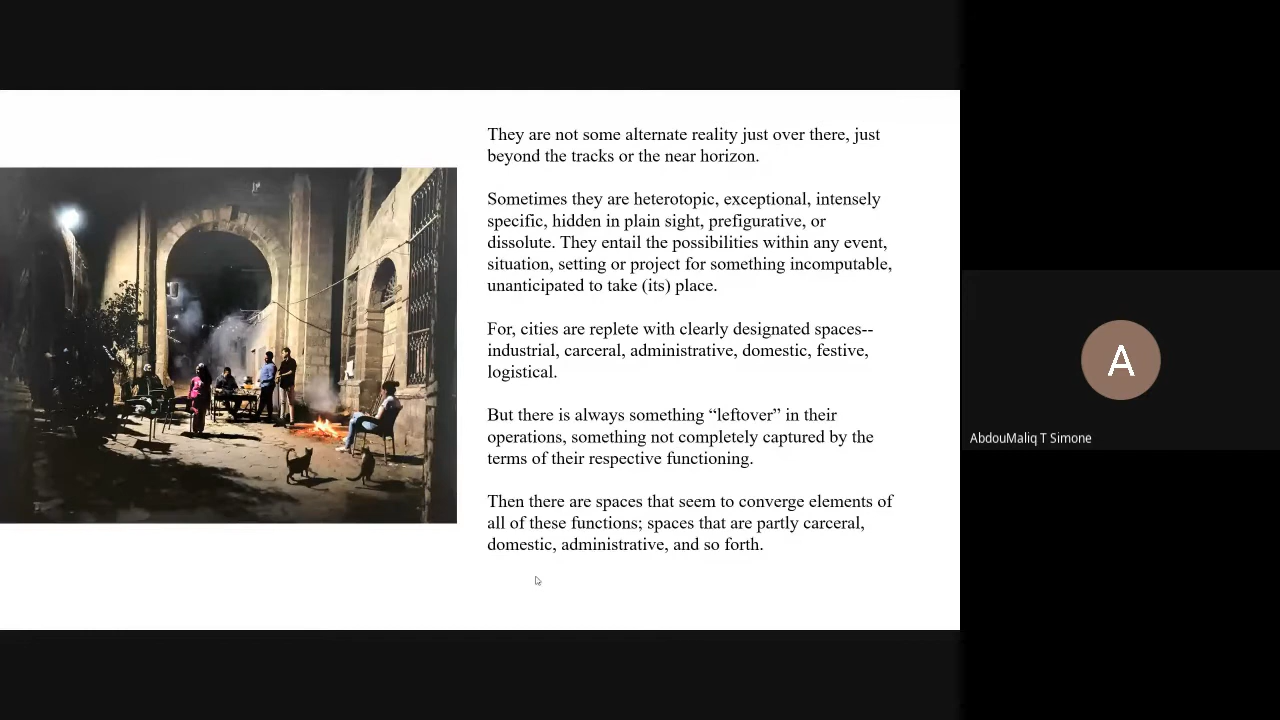 They are not some alternate reality just over there, just
beyond the tracks or the near horizon.
Sometimes they are heterotopic, exceptional, intensely
specific, hidden in plain sight, prefigurative, or
dissolute. They entail the possibilities within any event,
situation, setting or project for something incomputable,
unanticipated to take (its) place.
For, cities are replete with clearly designated spaces--
industrial, carceral, administrative, domestic, festive,
logistical.
But there is always something “leftover” in their
operations, something not completely captured by the
terms of their respective functioning.
Then there are spaces that seem to converge elements of
all of these functions; spaces that are partly carceral,
domestic, administrative, and so forth.
A
AbdouMaliq T Simone